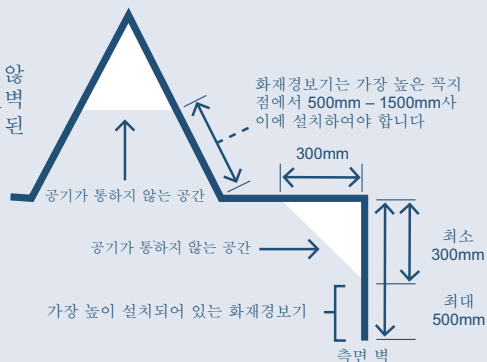 않
벽
된
화재경보기는 가장 높은 꼭지
점에서 500mm – 1500mm사
이에 설치하여야 합니다
300mm
공기가 통하지 않는 공간
공기가 통하지 않는 공간
최소
300mm
가장 높이 설치되어 있는 화재경보기
최대
500mm
측면 벽